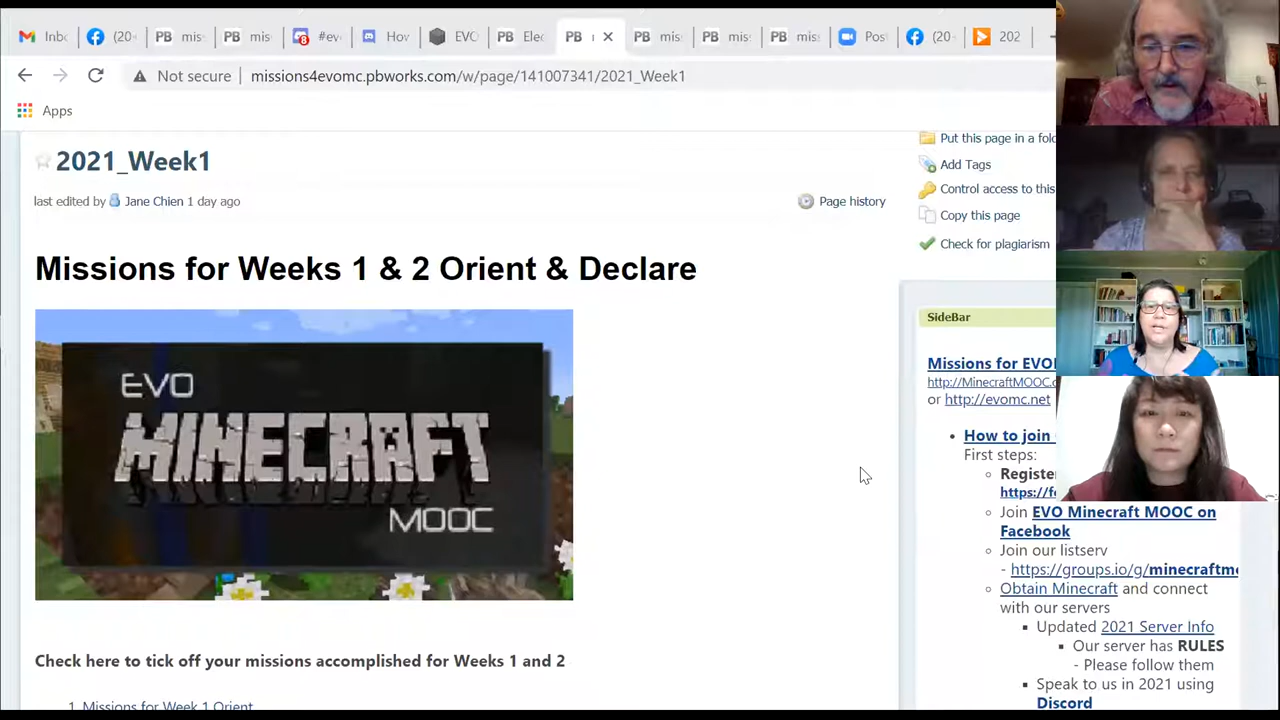 Inbo
(20
PB
mis
PB
mis
8
#ev
Hov
EVO
PB
Elec
PB
PB
mis
PB
mis
PB
mis
Post
(20
202
Not secure
missions4evomc.pbworks.com/w/page/141007341/2021_Week1
Apps
Put this page in a fold
2021_Week1
Add Tags
Control access to this
last edited by Jane Chien 1 day ago
Page history
Copy this page
Check for plagiarism
Missions for Weeks 1 & 2 Orient & Declare
EVO
MINECRAFT
MOOC
SideBar
Missions for EVO
http://MinecraftMOOC.c
or http://evomc.net
How to join
First steps:
Register
https://f
Join EVO Minecraft MOOC on
Facebook
Join our listserv
- https://groups.io/g/minecraftm
Obtain Minecraft and connect
with our servers
Updated 2021 Server Info
Our server has RULES
- Please follow them
Speak to us in 2021 using
Discord
Check here to tick off your missions accomplished for Weeks 1 and 2
1. Missions for Week 1 Orient